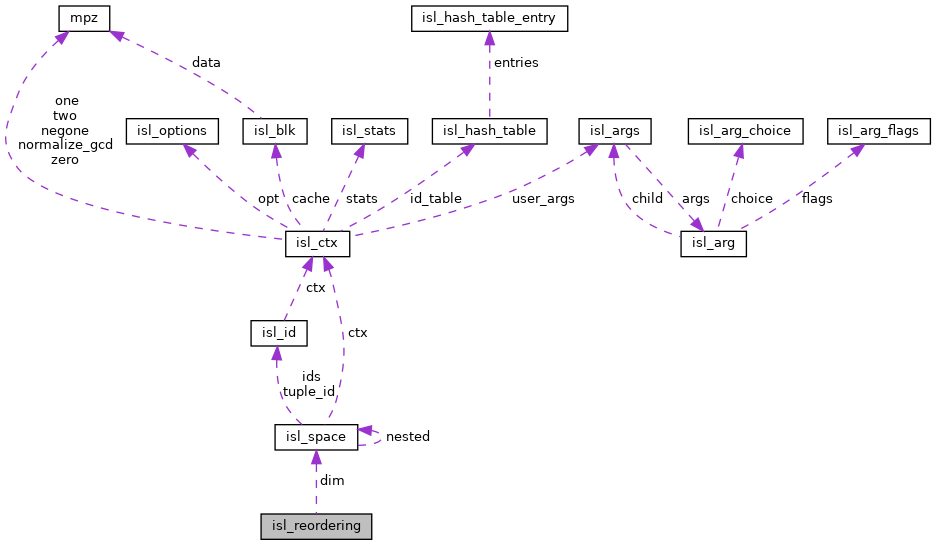 mpz
isl_hash_table_entry
data
entries
one
two
negone
normalize_gcd
zero
isl_options
isl_blk
isl_stats
isl_hash_table
isl_args
isl_arg_choice
isl_arg_flags
opt
cache
stats
id_table
user_args
child
args
choice
flags
isl_ctx
isl_arg
ctx
isl_id
ctx
ids
tuple_id
isl_space
nested
dim
isl_reordering